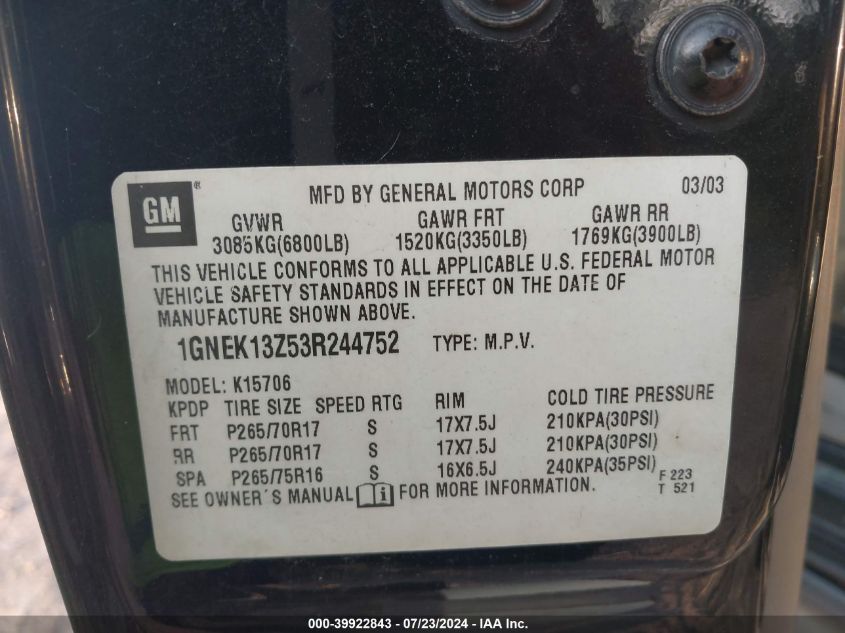 GM ® MFD BY GENERAL MOTORS CORP 03/03
GVWR GAWR FRT GAWR RR
3085KG(6800LB) 1520KG(3350LB) 1769KG(3900LB)
THIS VEHICLE CONFORMS TO ALL APPLICABLE U.S. FEDERAL MOTOR
VEHICLE SAFETY STANDARDS IN EFFECT ON THE DATE OF
MANUFACTURE SHOWN ABOVE.
1GNEK13Z53R244752 TYPE: M.P.V.
MODEL: K15706
KPDP TIRE SIZE SPEED RTG RIM COLD TIRE PRESSURE
FRT P265/70R17 S 17X7.5J 210KPA(30PSI)
RR P265/70R17 S 17X7.5J 210KPA(30PSI)
SPA P265/75R16 S 16X6.5J 240KPA(35PSI) F 223
SEE OWNER'S MANUAL i FOR MORE INFORMATION. T 521
000-39922843 / 07/23/2024 - IAA Inc.